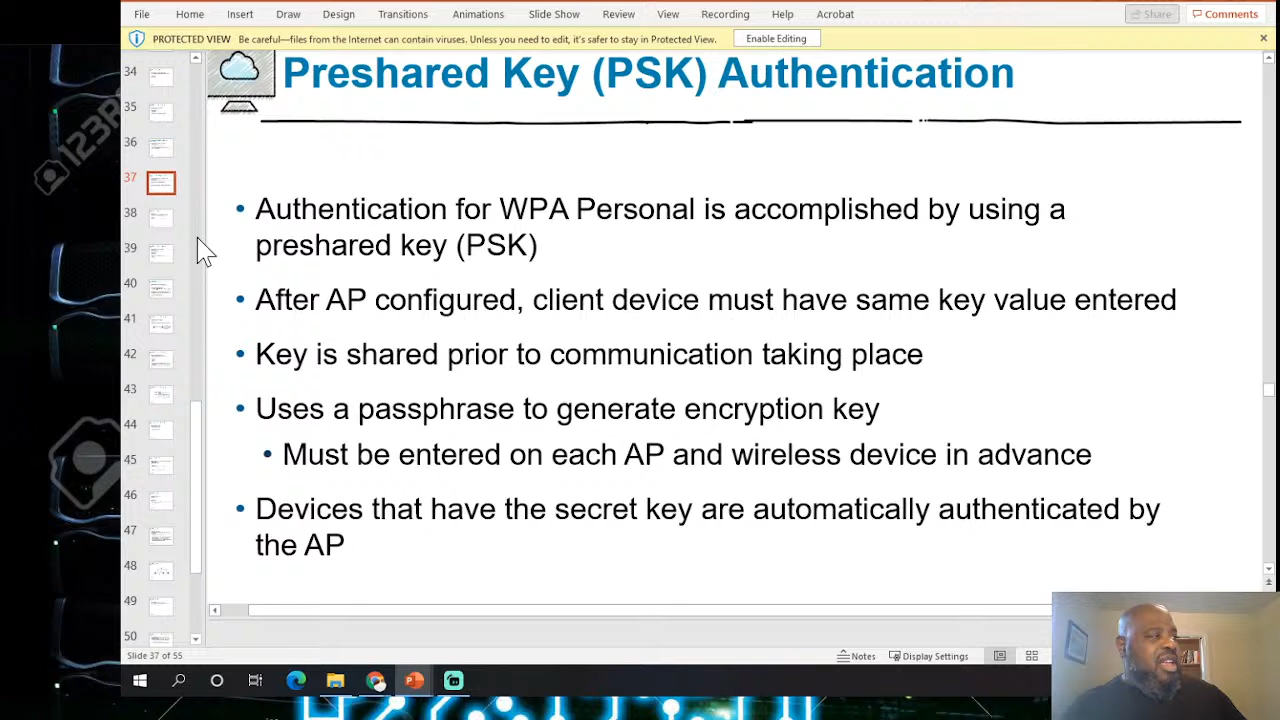 File Home Insert Draw Design Transitions Animations Slide Show Review View Recording Help Acrobat Share Comments
PROTECTED VIEW Be careful—files from the Internet can contain viruses. Unless you need to edit, it's safer to stay in Protected View. Enable Editing
Preshared Key (PSK) Authentication
• Authentication for WPA Personal is accomplished by using a
preshared key (PSK)
• After AP configured, client device must have same key value entered
• Key is shared prior to communication taking place
• Uses a passphrase to generate encryption key
• Must be entered on each AP and wireless device in advance
• Devices that have the secret key are automatically authenticated by
the AP
34
35
36
37
38
39
40
41
42
43
44
45
46
47
48
49
50
Slide 37 of 55 Notes Display Settings